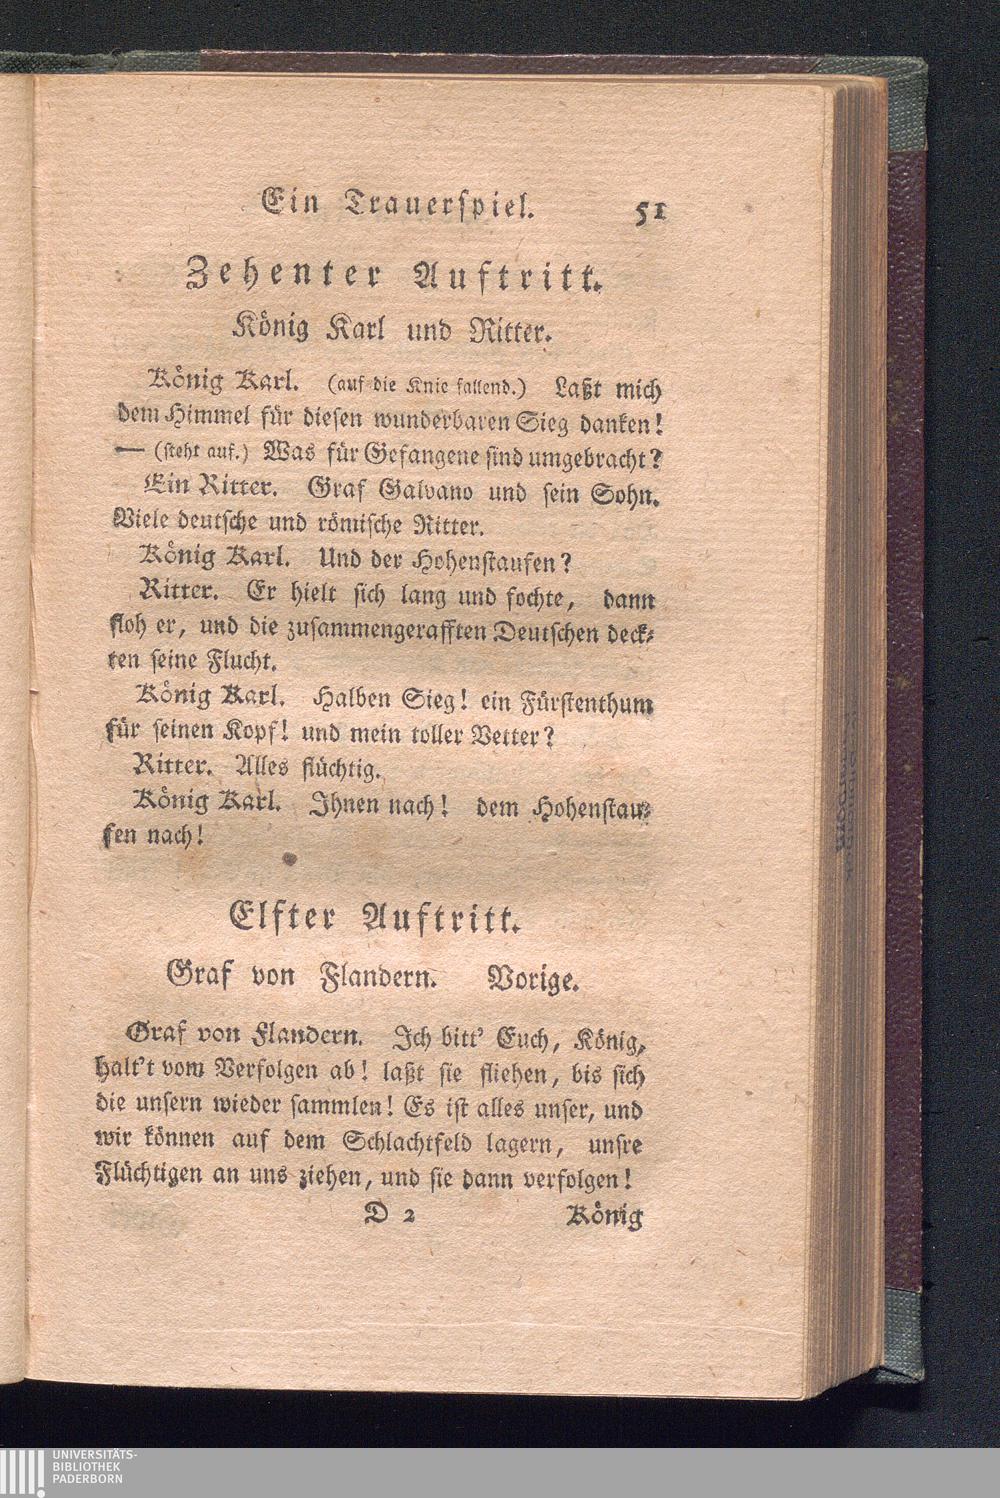 Ein Trauerspiel. 51
Zehenter Auftritt.
König Karl und Ritter.
König Karl. (auf die Knie fallend.) Laßt mich
dem Himmel für diesen wunderbaren Sieg danken!
— (steht auf.) Was für Gefangene sind umgebracht?
Ein Ritter. Graf Galvano und sein Sohn.
Viele deutsche und römische Ritter.
König Karl. Und der Hohenstaufen?
Ritter. Er hielt sich lang und fochte, dann
floh er, und die zusammengerafften Deutschen deck-
ten seine Flucht.
König Karl. Halben Sieg! ein Fürstenthum
für seinen Kopf! und mein toller Vetter?
Ritter. Alles flüchtig.
König Karl. Ihnen nach! dem Hohenstau-
fen nach!
Elfter Auftritt.
Graf von Flandern. Vorige.
Graf von Flandern. Ich bitt' Euch, König,
halt't vom Verfolgen ab! laßt sie fliehen, bis sich
die unsern wieder sammlen! Es ist alles unser, und
wir können auf dem Schlachtfeld lagern, unsre
Flüchtigen an uns ziehen, und sie dann verfolgen!
D 2 König
UNIVERSITÄTS-
BIBLIOTHEK
PADERBORN